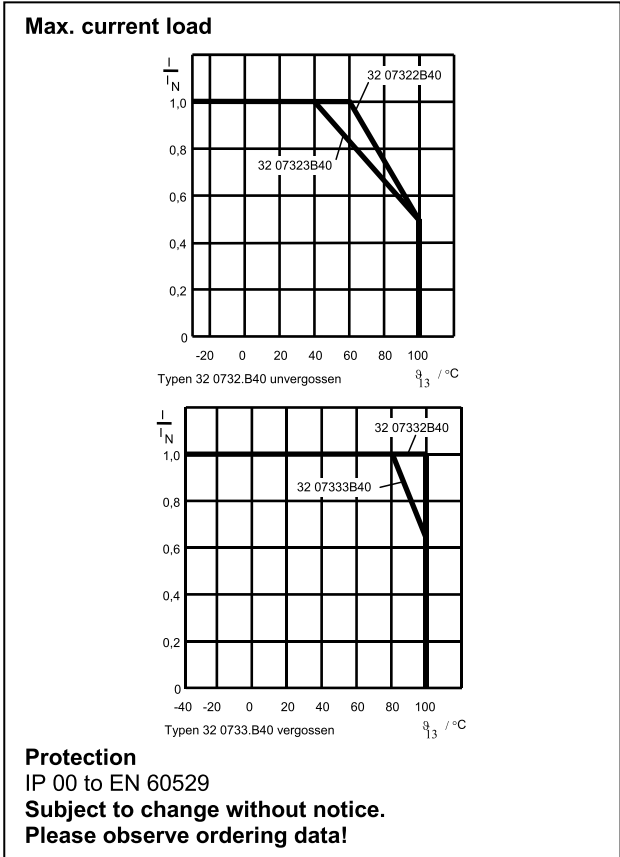 Max. current load
I
I N
32 07322B40
1,0
0,8
32 07323B40
0,6
0,4
0,2
0
-20 0 20 40 60 80 100
Typen 32 0732.B40 unvergossen
ϑ13 / °C
I
I N
32 07332B40
1,0
32 07333B40
0,8
0,6
0,4
0,2
0
-40 -20 0 20 40 60 80 100
Typen 32 0733.B40 vergossen
ϑ13 / °C
Protection
IP 00 to EN 60529
Subject to change without notice.
Please observe ordering data!